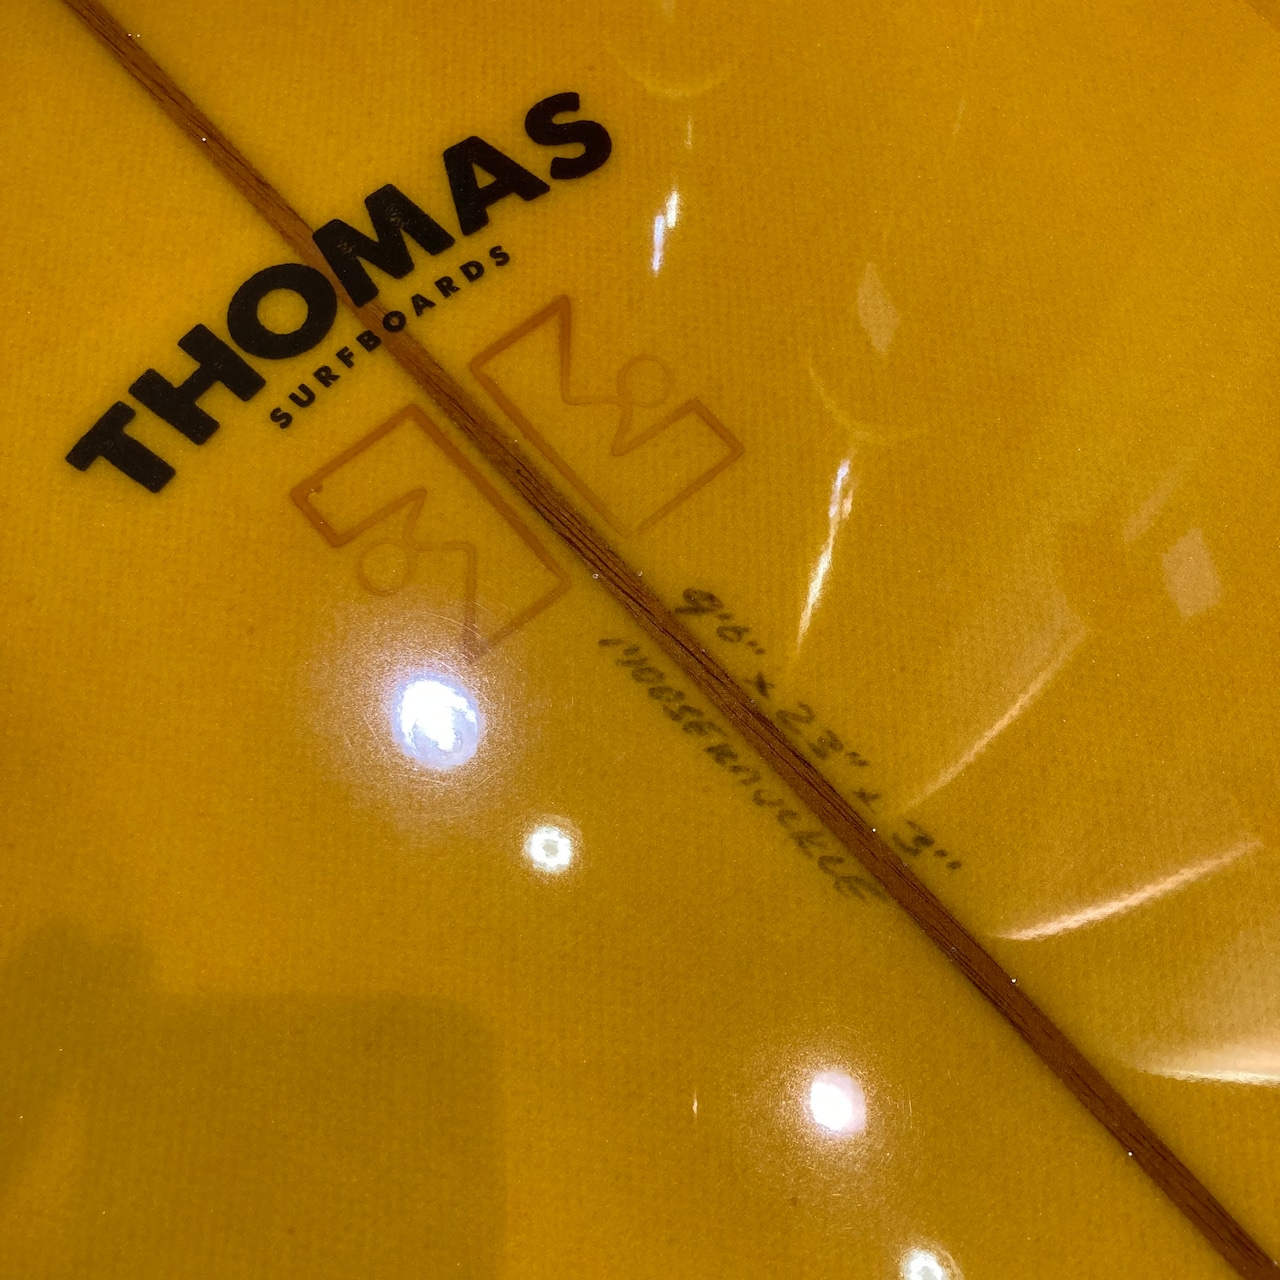 THOMAS
SURFBOARDS
9'6" x 23" x 3"
MOOSEKNUCKLE